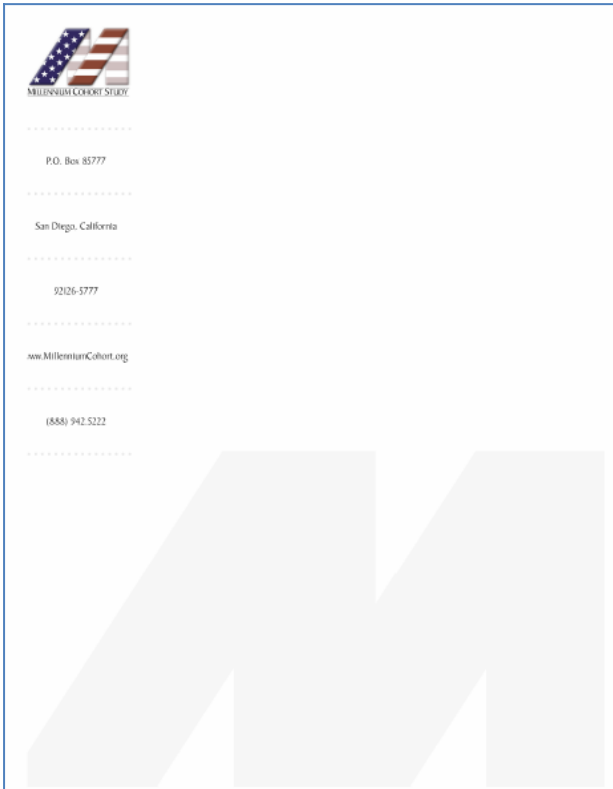 MILLENNIUM COHORT STUDY
P.O. Box 85777
San Diego, California
92126-5777
ww.MillenniumCohort.org
(888) 942.5222